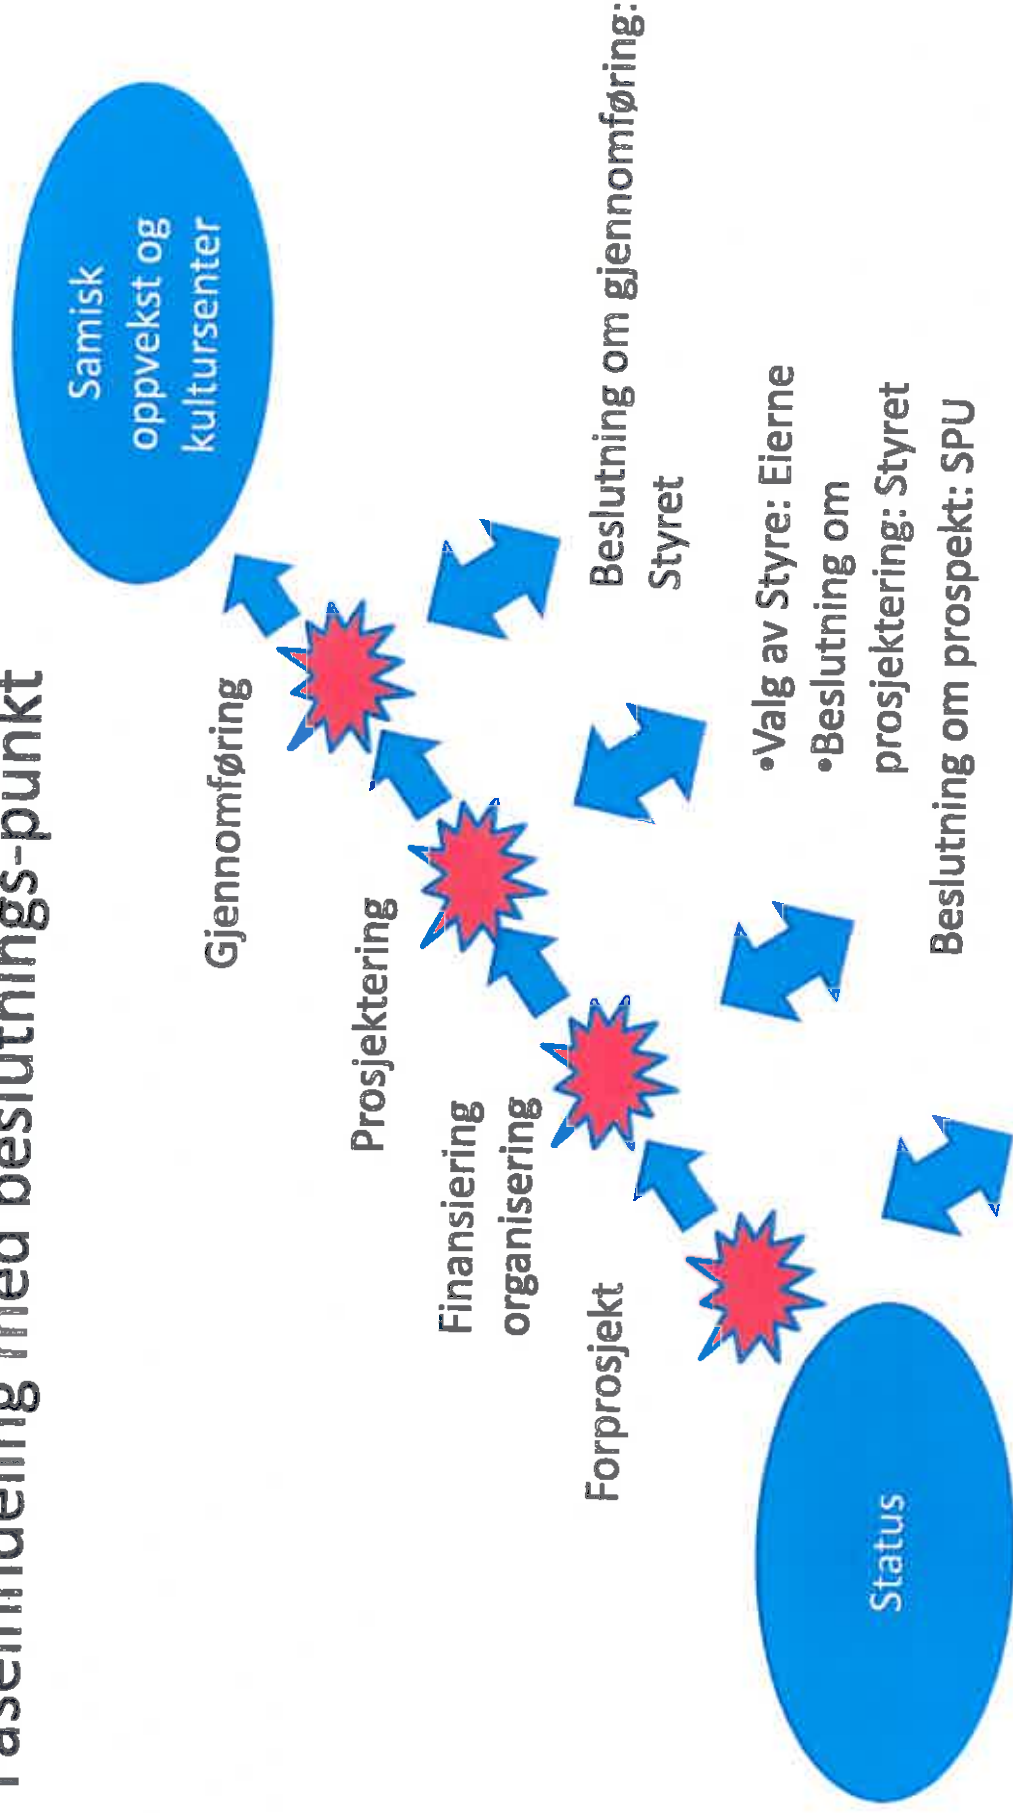 Faseinndeling med beslutnings-punkt
Samisk
oppvekst og
kultursenter
Gjennomføring
Prosjektering
Finansiering
organisering
Forprosjekt
Status
Beslutning om gjennomføring:
Styret
•Valg av Styre: Eierne
•Beslutning om
prosjektering: Styret
Beslutning om prospekt: SPU